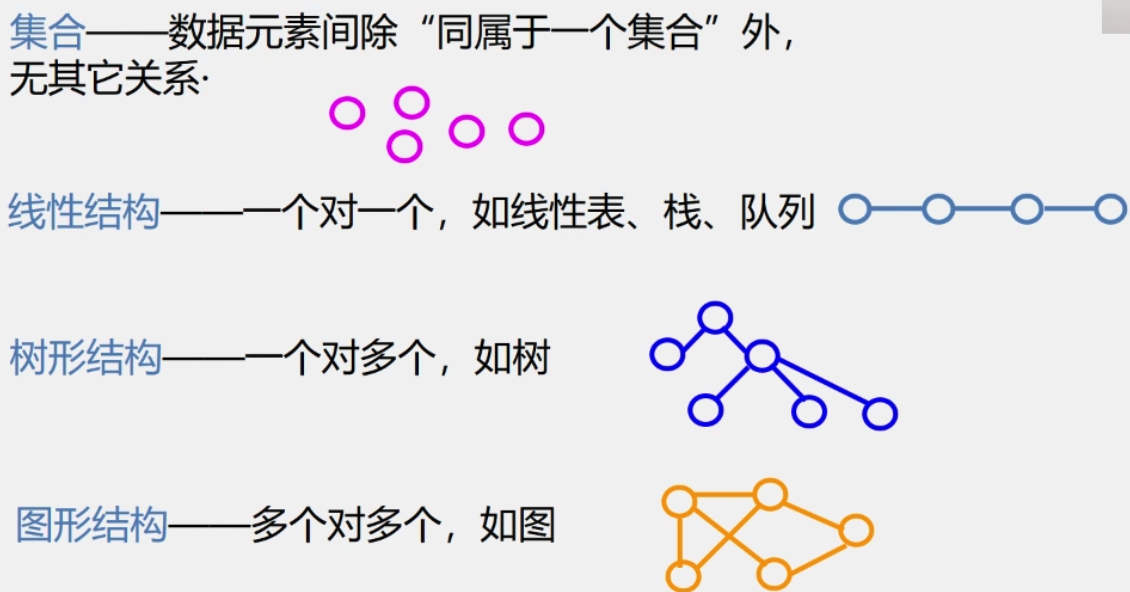 集合——数据元素间除“同属于一个集合”外，
无其它关系·
线性结构——一个对一个，如线性表、栈、队列
树形结构——一个对多个，如树
图形结构——多个对多个，如图